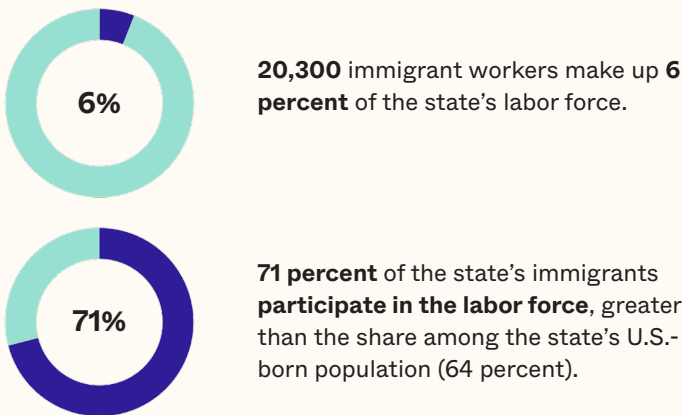 6%
20,300 immigrant workers make up 6
percent of the state’s labor force.
71%
71 percent of the state’s immigrants
participate in the labor force, greater
than the share among the state’s U.S.-
born population (64 percent).